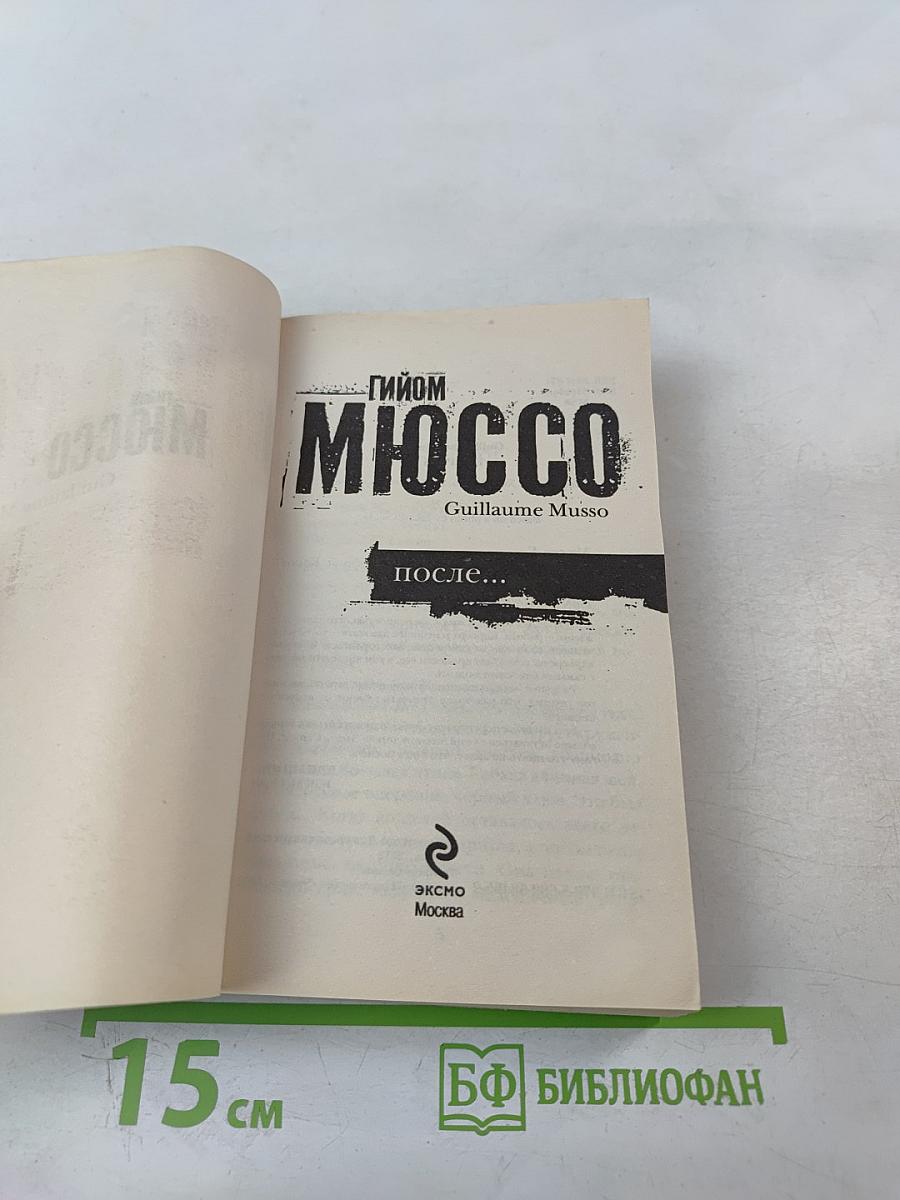 ГИЙОМ
МЮССО
Guillaume Musso
после...
ЭКСМО
Москва
15 см
БФ БИБЛИОФАН